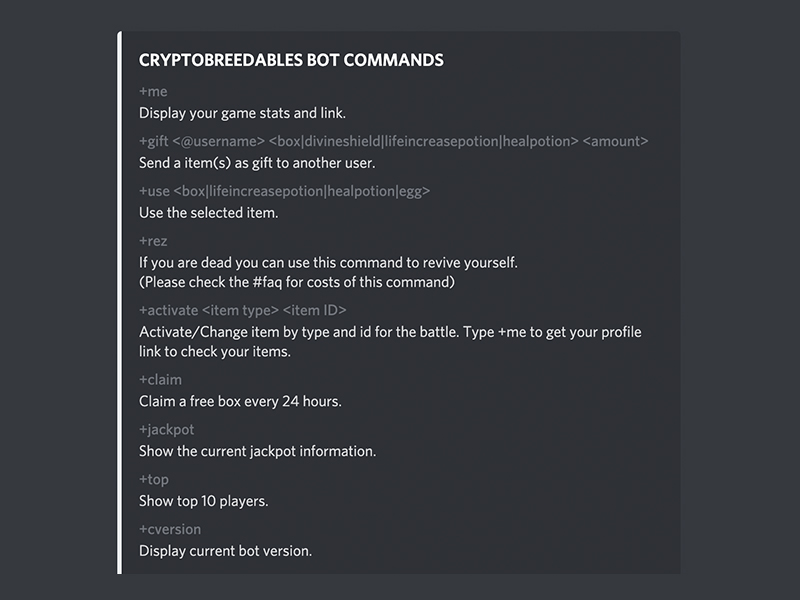 CRYPTOBREEDABLES BOT COMMANDS
+me
Display your game stats and link.
+gift <@username> <box|divineshield|lifeincreasepotion|healpotion> <amount>
Send a item(s) as gift to another user.
+use <box|lifeincreasepotion|healpotion|egg>
Use the selected item.
+rez
If you are dead you can use this command to revive yourself.
(Please check the #faq for costs of this command)
+activate <item type> <item ID>
Activate/Change item by type and id for the battle. Type +me to get your profile
link to check your items.
+claim
Claim a free box every 24 hours.
+jackpot
Show the current jackpot information.
+top
Show top 10 players.
+cversion
Display current bot version.